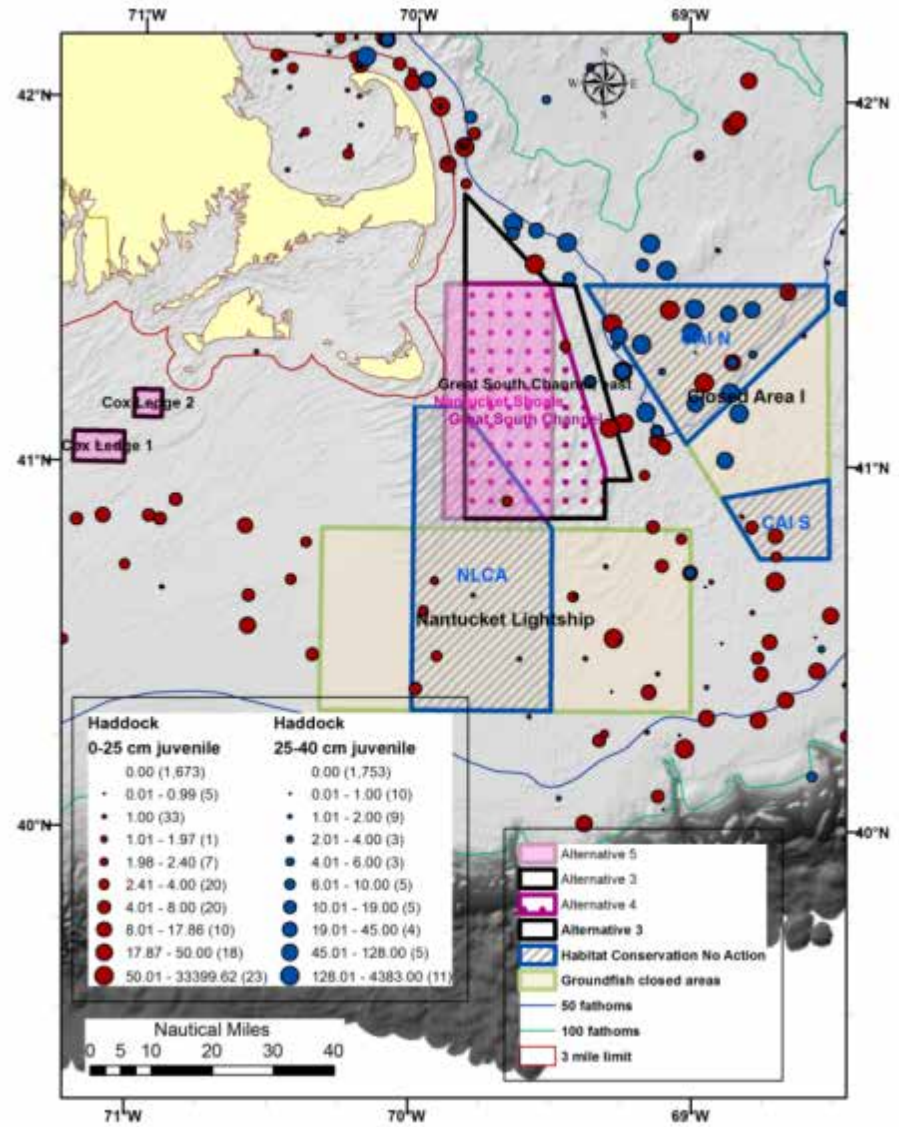 71°W 70°W 69°W
N
W E
S
42°N 42°N
CAI N
Great South Channel east
Closed Area I
Cox Ledge 2
Nantucket Shoals
Great South Channel
Cox Ledge 1
41°N 41°N
CAI S
NLCA
Nantucket Lightship
Haddock Haddock
0-25 cm juvenile 25-40 cm juvenile
0.00 (1,673) 0.00 (1,753)
0.01 - 0.99 (5) 0.01 - 1.00 (10)
1.00 (33) 1.01 - 2.00 (9)
1.01 - 1.97 (1) 2.01 - 4.00 (3)
1.98 - 2.40 (7) 4.01 - 6.00 (3)
2.41 - 4.00 (20) 6.01 - 10.00 (5)
4.01 - 8.00 (20) 10.01 - 19.00 (5)
8.01 - 17.86 (10) 19.01 - 45.00 (4)
17.87 - 50.00 (18) 45.01 - 128.00 (5)
50.01 - 33399.62 (23) 128.01 - 4383.00 (11)
40°N 40°N
Alternative 5
Alternative 3
Alternative 4
Alternative 3
Habitat Conservation No Action
Groundfish closed areas
50 fathoms
100 fathoms
3 mile limit
Nautical Miles
0 5 10 20 30 40
71°W 70°W 69°W